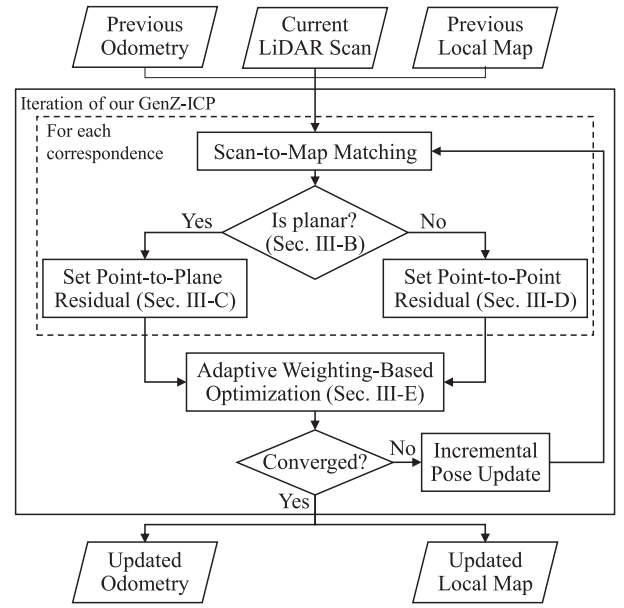 Previous
Odometry
Current
LiDAR Scan
Previous
Local Map
Iteration of our GenZ-ICP
For each
correspondence
Scan-to-Map Matching
Is planar?
(Sec. III-B)
Yes
No
Set Point-to-Plane
Residual (Sec. III-C)
Set Point-to-Point
Residual (Sec. III-D)
Adaptive Weighting-Based
Optimization (Sec. III-E)
Converged?
No
Incremental
Pose Update
Yes
Updated
Odometry
Updated
Local Map